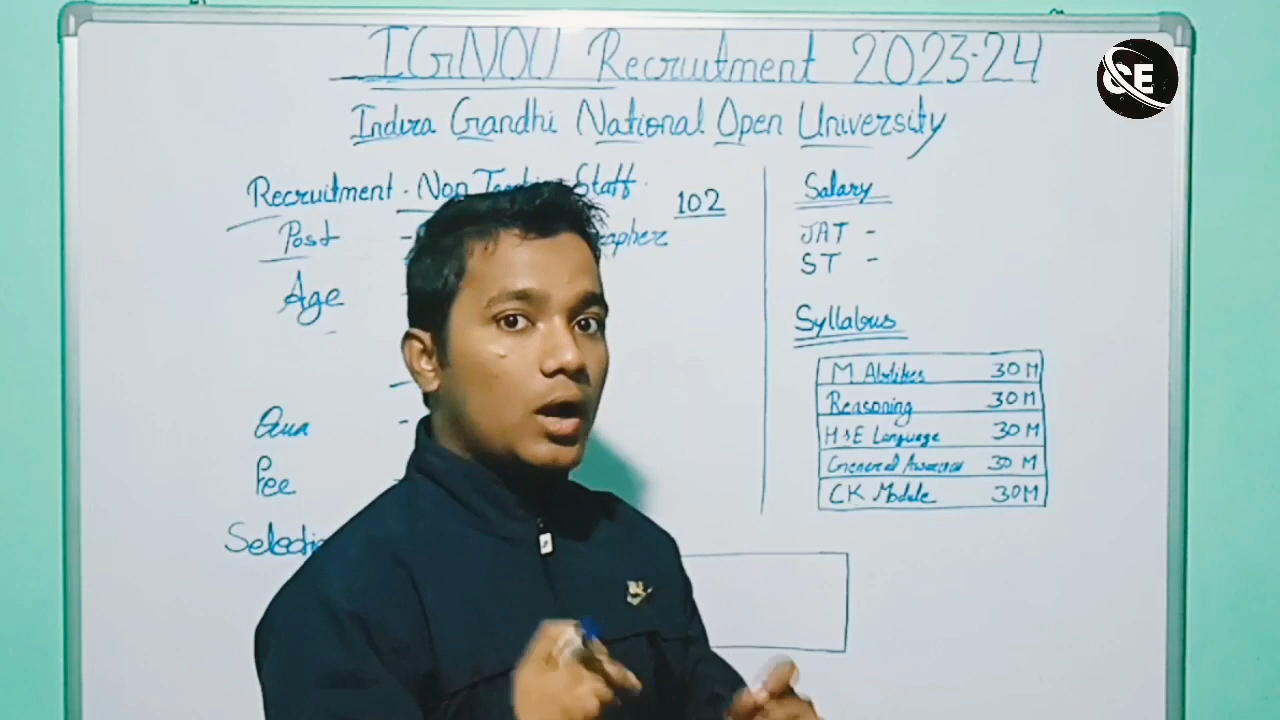 IGNOU Recruitment 2023-24
Indira Gandhi National Open University
CE
Recruitment - Non Staff 102
Post -
Age
Qua -
Fee
Salary
JAT -
ST -
Syllabus
M Abilities 30 M
Reasoning 30 M
H & E Language 30 M
General Awareness 30 M
CK Module 30 M